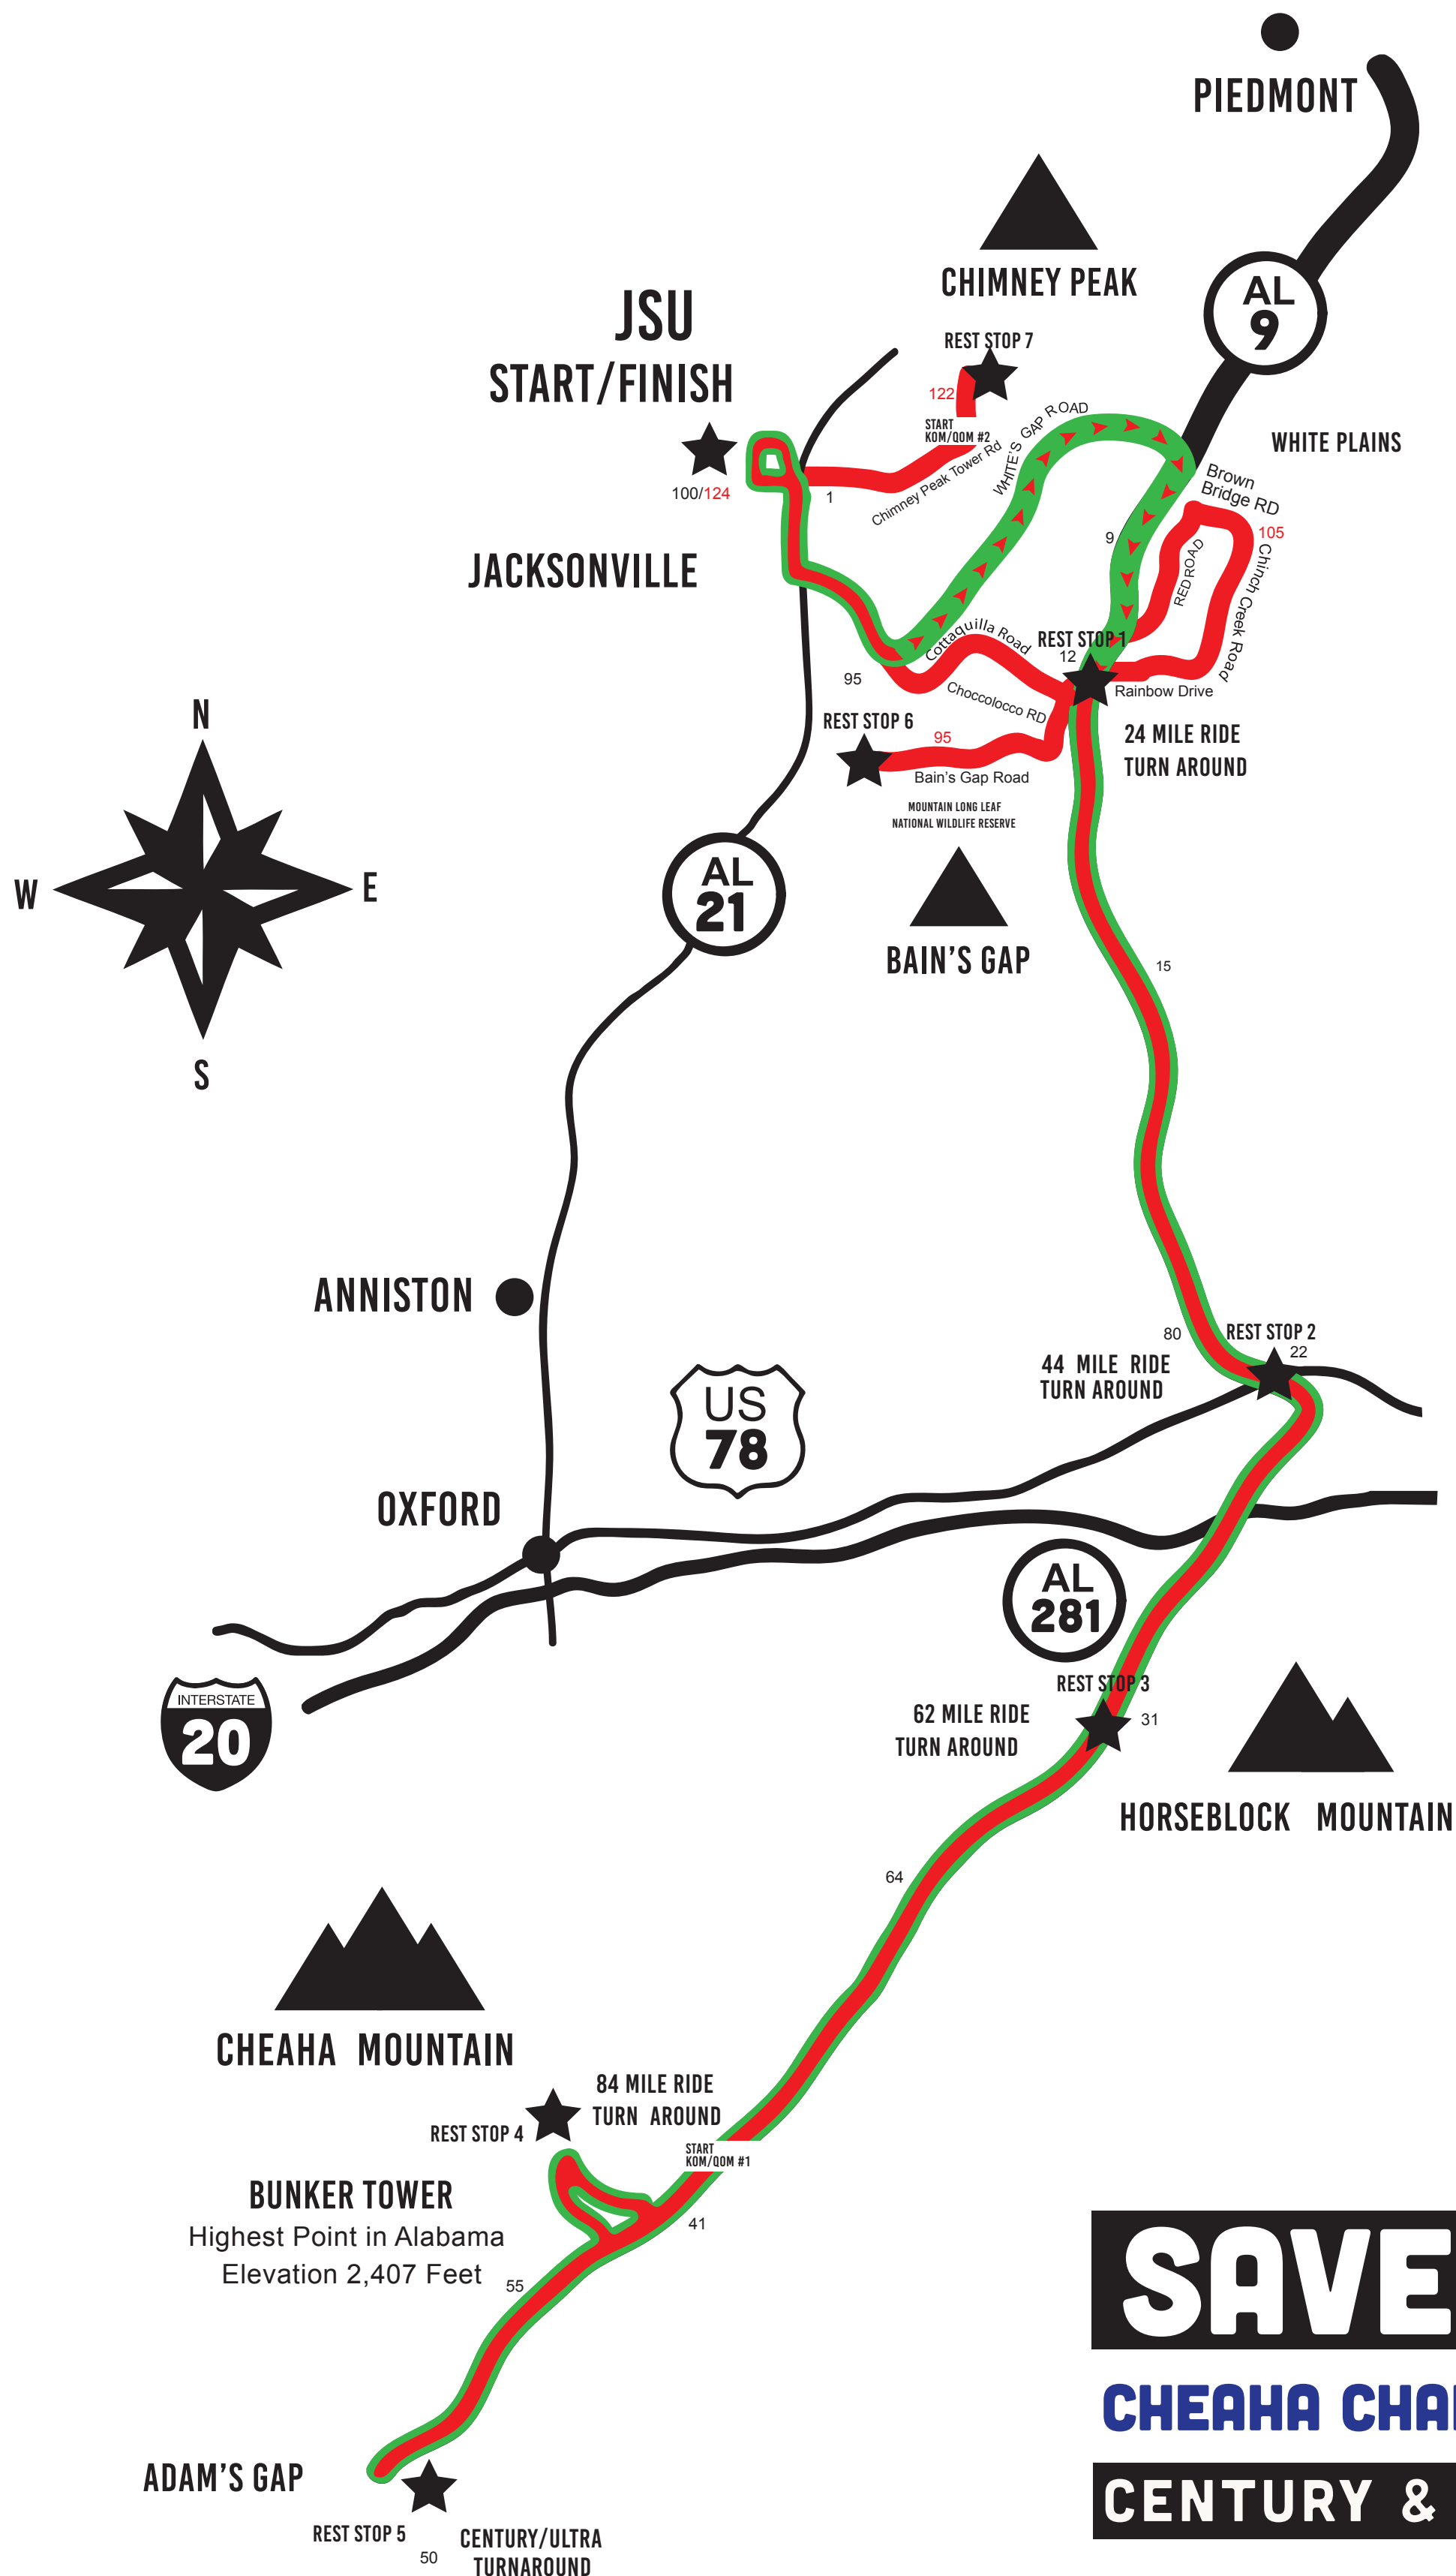 PIEDMONT
CHIMNEY PEAK
AL
9
JSU
START/FINISH
REST STOP 7
122
START
KOM/QOM #2
WHITE'S GAP ROAD
WHITE PLAINS
100/124
1
Chimney Peak Tower Rd
Brown
Bridge RD
105
9
RED ROAD
Chinch Creek Road
JACKSONVILLE
Cottaquilla Road
REST STOP 1
12
95
Choccolocco RD
Rainbow Drive
REST STOP 6
95
Bain's Gap Road
24 MILE RIDE
TURN AROUND
MOUNTAIN LONG LEAF
NATIONAL WILDLIFE RESERVE
N
W
E
S
AL
21
BAIN'S GAP
15
ANNISTON
80
REST STOP 2
22
44 MILE RIDE
TURN AROUND
US
78
OXFORD
AL
281
INTERSTATE
20
REST STOP 3
31
62 MILE RIDE
TURN AROUND
HORSEBLOCK MOUNTAIN
64
CHEAHA MOUNTAIN
84 MILE RIDE
TURN AROUND
REST STOP 4
START
KOM/QOM #1
BUNKER TOWER
Highest Point in Alabama
Elevation 2,407 Feet
41
55
SAVE
CHEAHA CHA
CENTURY &
ADAM'S GAP
REST STOP 5
50
CENTURY/ULTRA
TURNAROUND